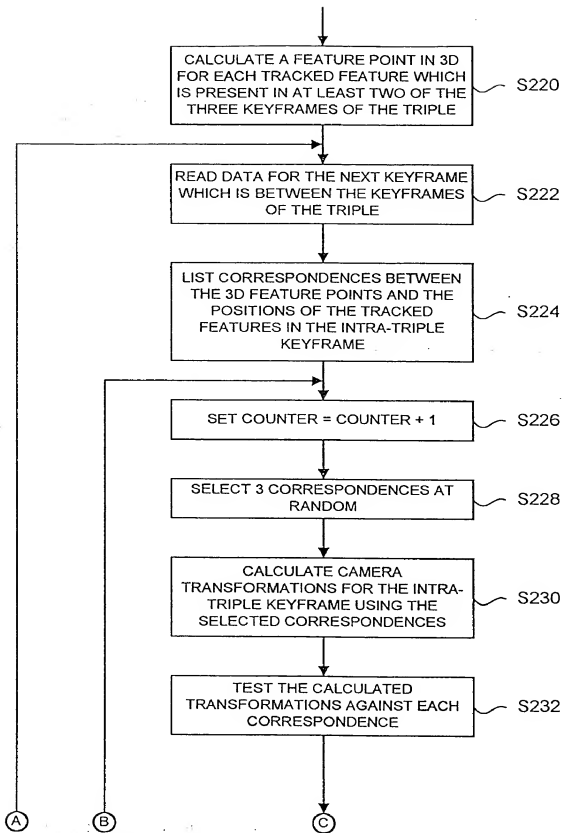 CALCULATE A FEATURE POINT IN 3D
FOR EACH TRACKED FEATURE WHICH
IS PRESENT IN AT LEAST TWO OF THE
THREE KEYFRAMES OF THE TRIPLE
S220
READ DATA FOR THE NEXT KEYFRAME
WHICH IS BETWEEN THE KEYFRAMES
OF THE TRIPLE
S222
LIST CORRESPONDENCES BETWEEN
THE 3D FEATURE POINTS AND THE
POSITIONS OF THE TRACKED
FEATURES IN THE INTRA-TRIPLE
KEYFRAME
S224
SET COUNTER = COUNTER + 1
S226
SELECT 3 CORRESPONDENCES AT
RANDOM
S228
CALCULATE CAMERA
TRANSFORMATIONS FOR THE INTRA-
TRIPLE KEYFRAME USING THE
SELECTED CORRESPONDENCES
S230
TEST THE CALCULATED
TRANSFORMATIONS AGAINST EACH
CORRESPONDENCE
S232
A B C